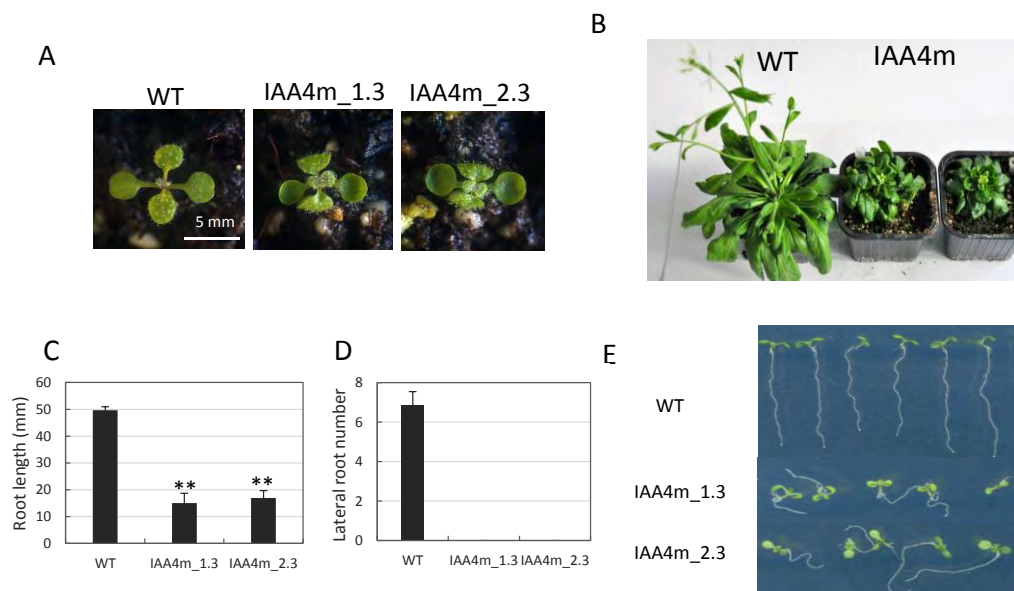 A
WT
IAA4m_1.3
IAA4m_2.3
5 mm
B
WT
IAA4m
C
Root length (mm)
60
50
40
30
20
10
0
**
**
WT
IAA4m_1.3
IAA4m_2.3
D
Lateral root number
8
6
4
2
0
WT
IAA4m_1.3
IAA4m_2.3
E
WT
IAA4m_1.3
IAA4m_2.3